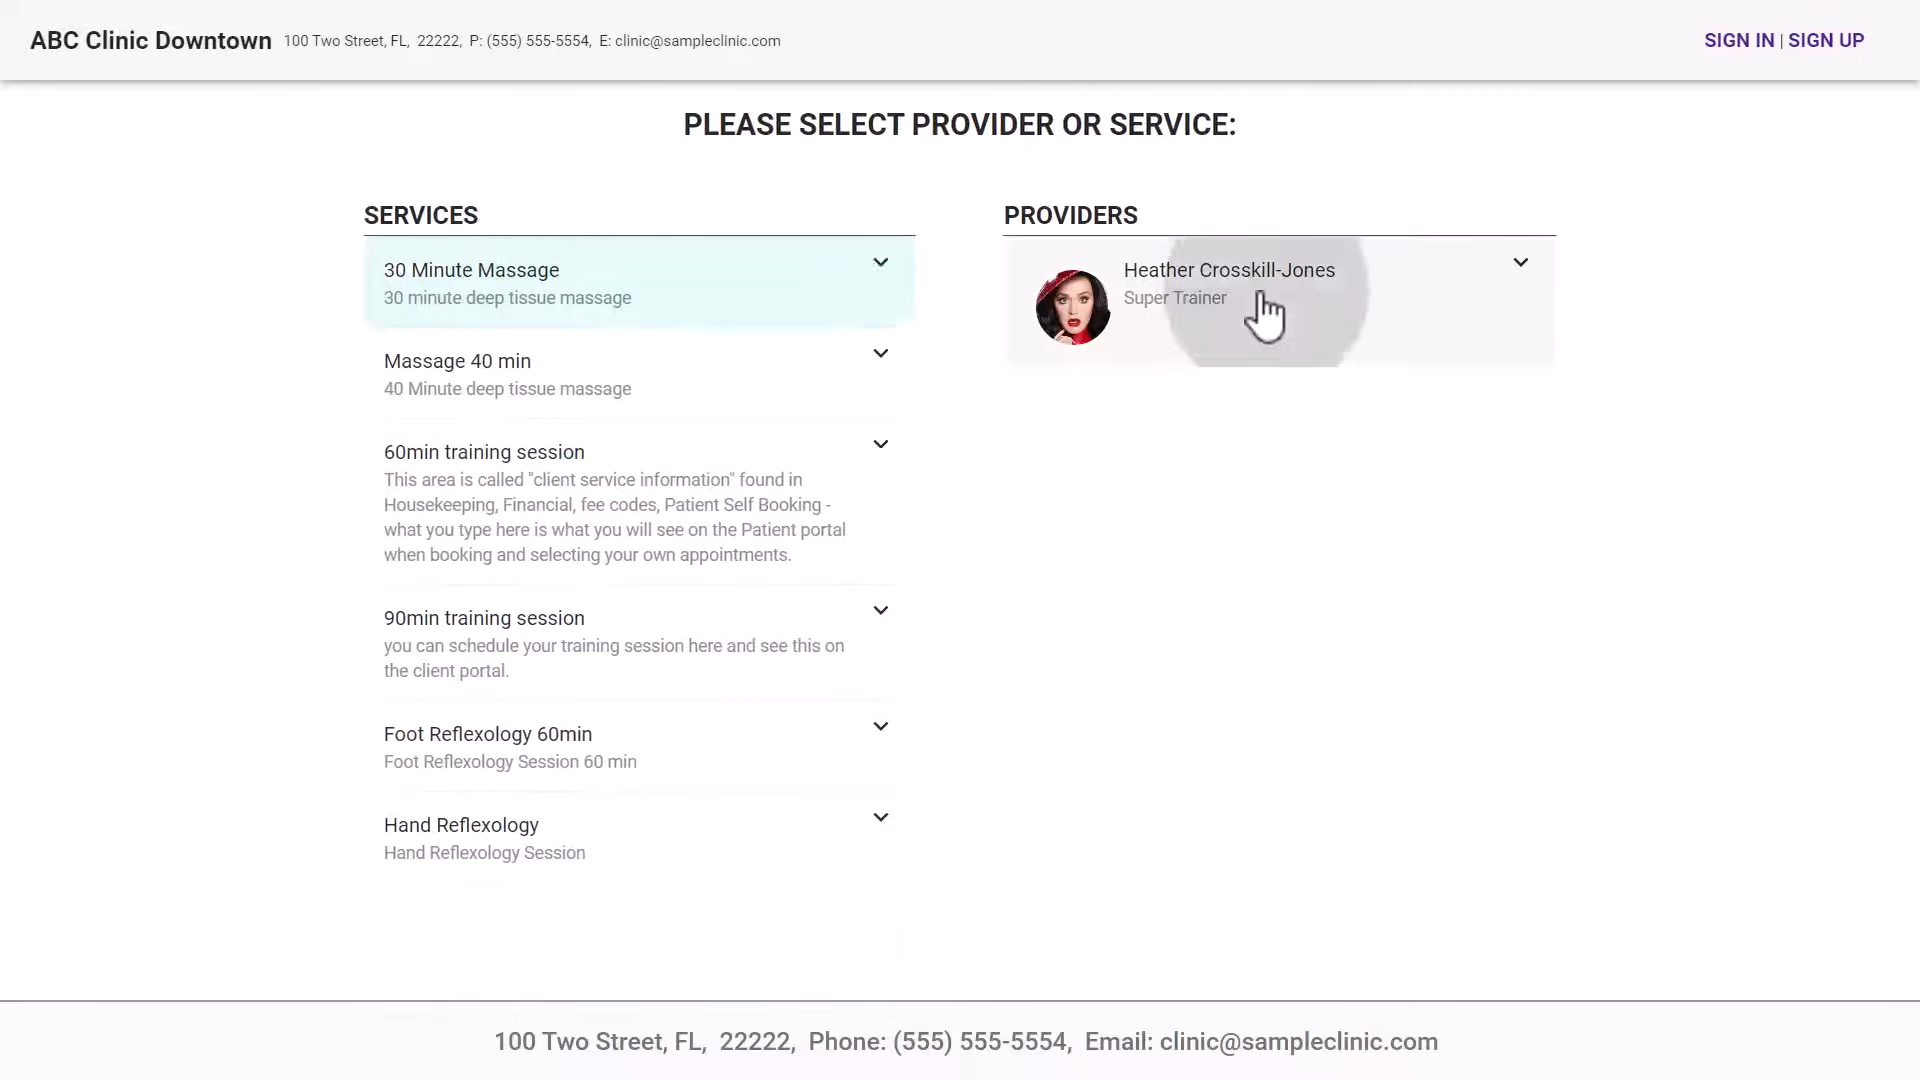 ABC Clinic Downtown 100 Two Street, FL, 22222, P: (555) 555-5554, E: clinic@sampleclinic.com
SIGN IN | SIGN UP
PLEASE SELECT PROVIDER OR SERVICE:
SERVICES
30 Minute Massage
30 minute deep tissue massage
Massage 40 min
40 Minute deep tissue massage
60min training session
This area is called "client service information" found in
Housekeeping, Financial, fee codes, Patient Self Booking -
what you type here is what you will see on the Patient portal
when booking and selecting your own appointments.
90min training session
you can schedule your training session here and see this on
the client portal.
Foot Reflexology 60min
Foot Reflexology Session 60 min
Hand Reflexology
Hand Reflexology Session
PROVIDERS
Heather Crosskill-Jones
Super Trainer
100 Two Street, FL, 22222, Phone: (555) 555-5554, Email: clinic@sampleclinic.com